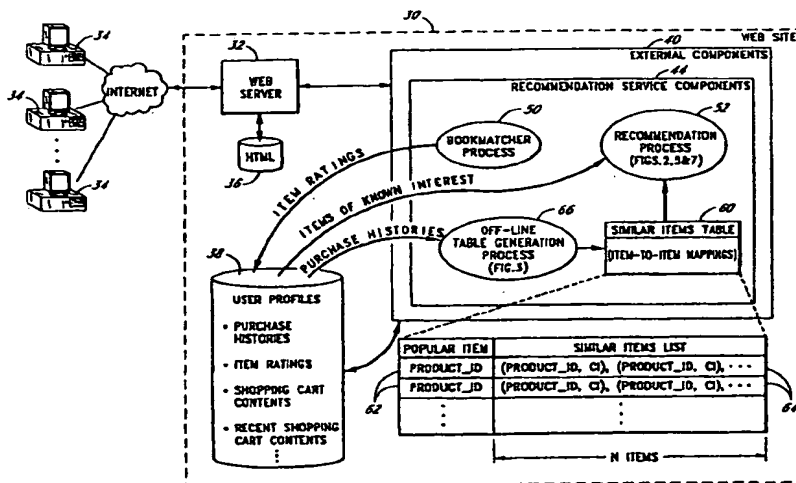 30
WEB SITE
34
32
40
EXTERNAL COMPONENTS
WEB
SERVER
44
RECOMMENDATION SERVICE COMPONENTS
INTERNET
34
50
BOOKMATCHER
PROCESS
52
RECOMMENDATION
PROCESS
(FIGS. 2, 5 & 7)
HTML
36
34
ITEM RATINGS
ITEMS OF KNOWN INTEREST
PURCHASE HISTORIES
66
OFF-LINE
TABLE GENERATION
PROCESS
(FIG. 3)
60
SIMILAR ITEMS TABLE
(ITEM-TO-ITEM MAPPINGS)
38
USER PROFILES
• PURCHASE
HISTORIES
• ITEM RATINGS
• SHOPPING CART
CONTENTS
• RECENT SHOPPING
CART CONTENTS
POPULAR ITEM
SIMILAR ITEMS LIST
PRODUCT_ID (PRODUCT_ID, CI), (PRODUCT_ID, CI), ···
PRODUCT_ID (PRODUCT_ID, CI), (PRODUCT_ID, CI), ···
62
64
N ITEMS